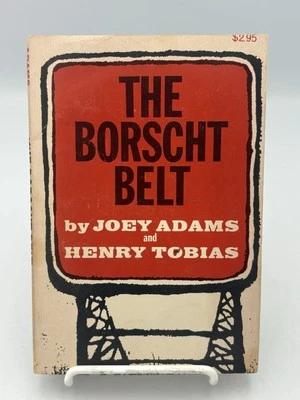 $2.95
THE
BORSCHT
BELT
by JOEY ADAMS
and
HENRY TOBIAS